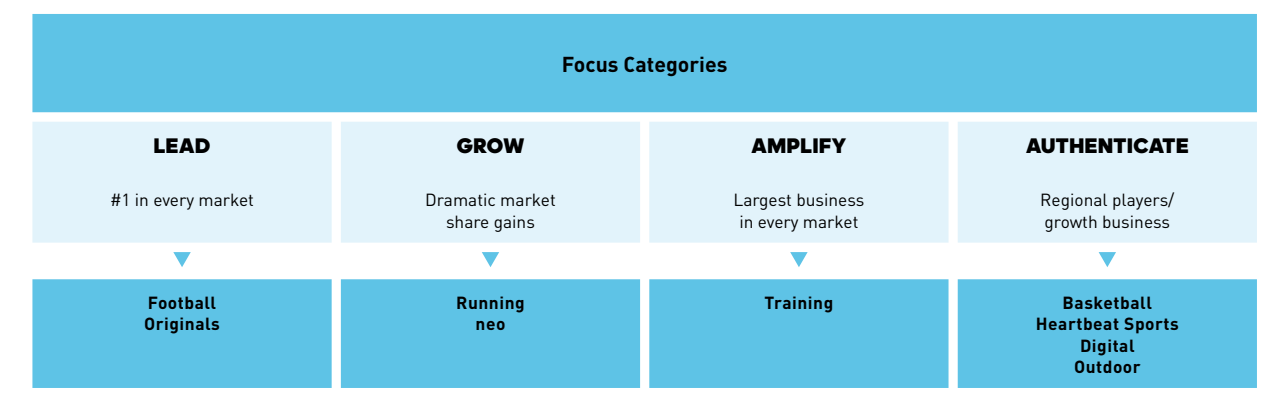 Focus Categories
LEAD
#1 in every market
Football
Originals
GROW
Dramatic market
share gains
Running
neo
AMPLIFY
Largest business
in every market
Training
AUTHENTICATE
Regional players/
growth business
Basketball
Heartbeat Sports
Digital
Outdoor